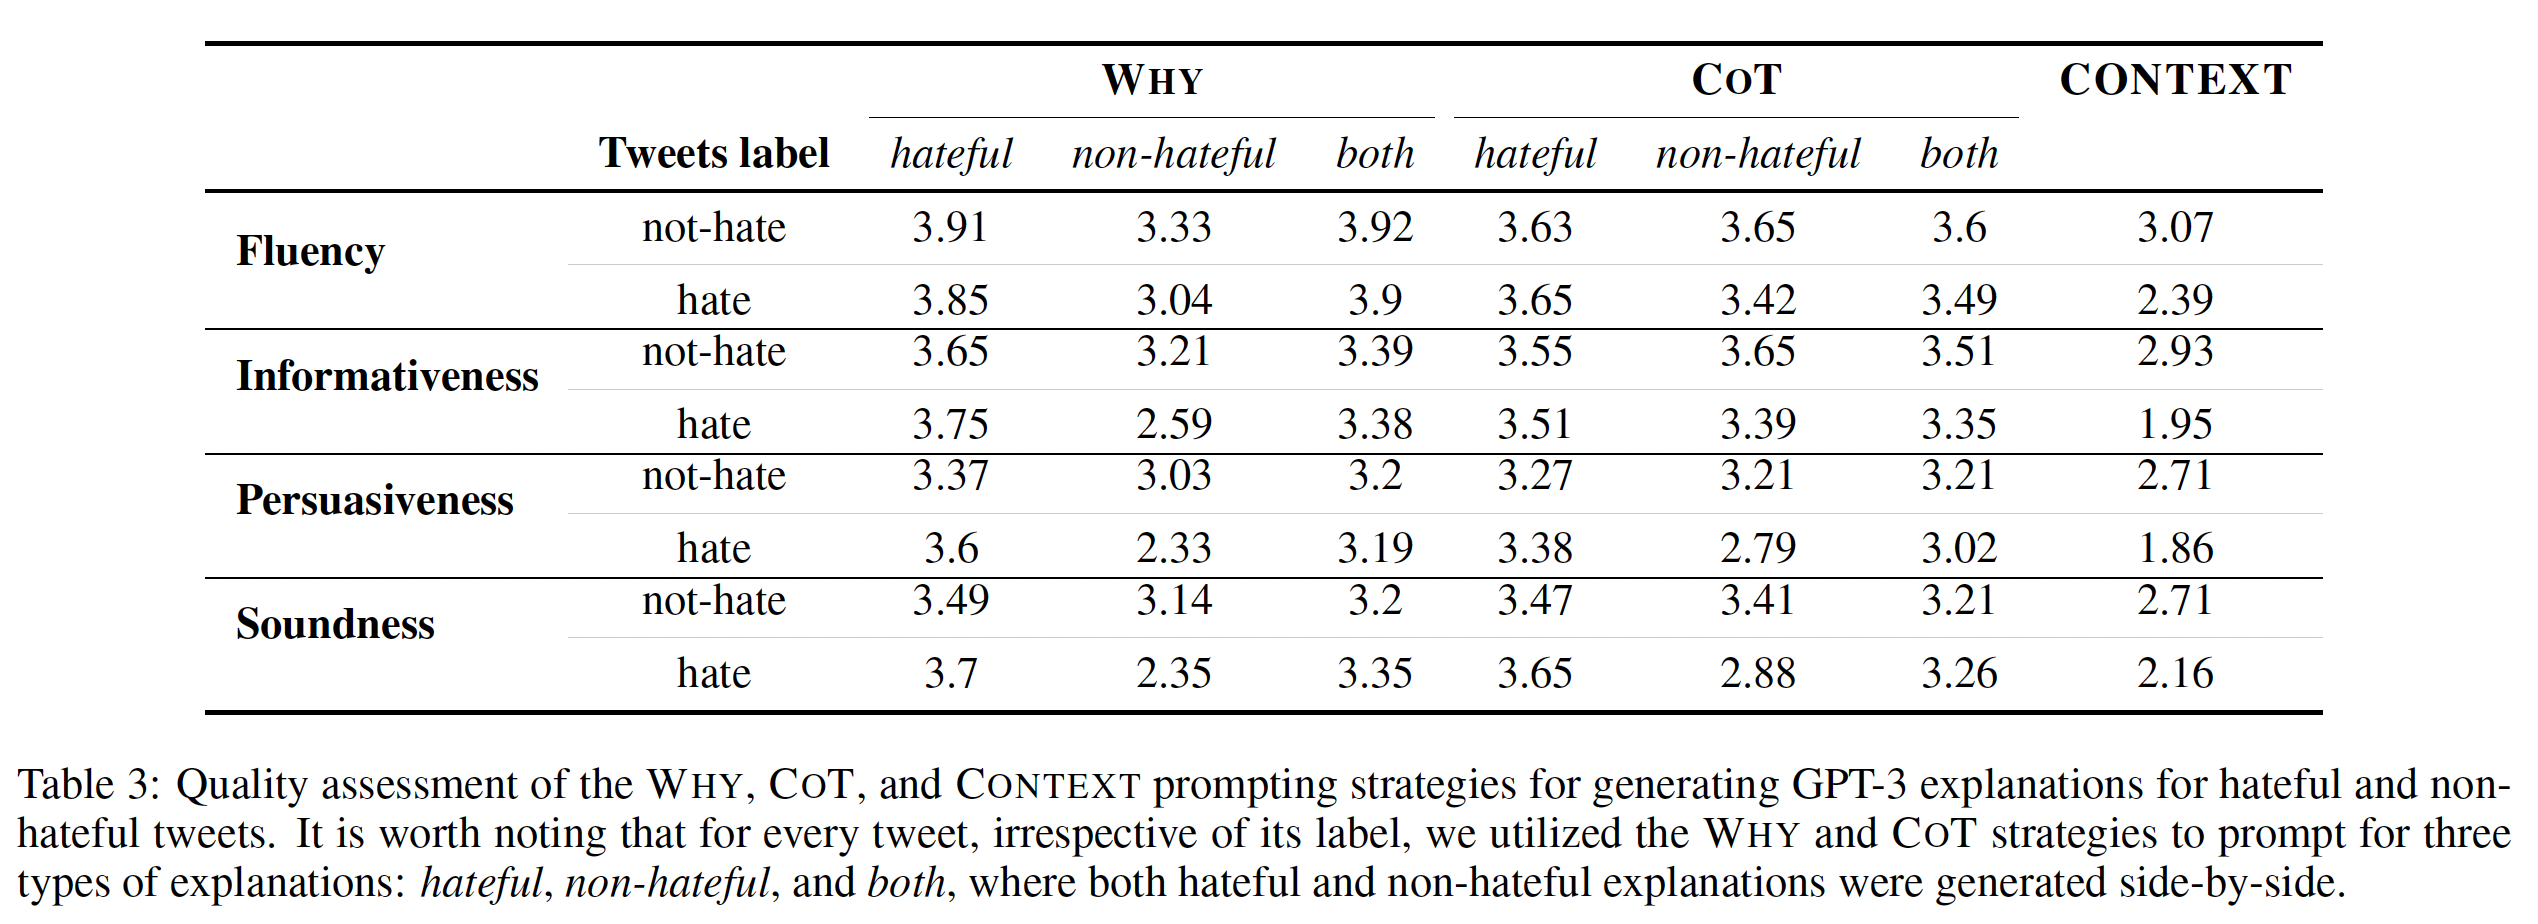 WHY COT CONTEXT
Tweets label hateful non-hateful both hateful non-hateful both
Fluency
not-hate 3.91 3.33 3.92 3.63 3.65 3.6 3.07
hate 3.85 3.04 3.9 3.65 3.42 3.49 2.39
Informativeness
not-hate 3.65 3.21 3.39 3.55 3.65 3.51 2.93
hate 3.75 2.59 3.38 3.51 3.39 3.35 1.95
Persuasiveness
not-hate 3.37 3.03 3.2 3.27 3.21 3.21 2.71
hate 3.6 2.33 3.19 3.38 2.79 3.02 1.86
Soundness
not-hate 3.49 3.14 3.2 3.47 3.41 3.21 2.71
hate 3.7 2.35 3.35 3.65 2.88 3.26 2.16
Table 3: Quality assessment of the WHY, COT, and CONTEXT prompting strategies for generating GPT-3 explanations for hateful and non-
hateful tweets. It is worth noting that for every tweet, irrespective of its label, we utilized the WHY and COT strategies to prompt for three
types of explanations: hateful, non-hateful, and both, where both hateful and non-hateful explanations were generated side-by-side.